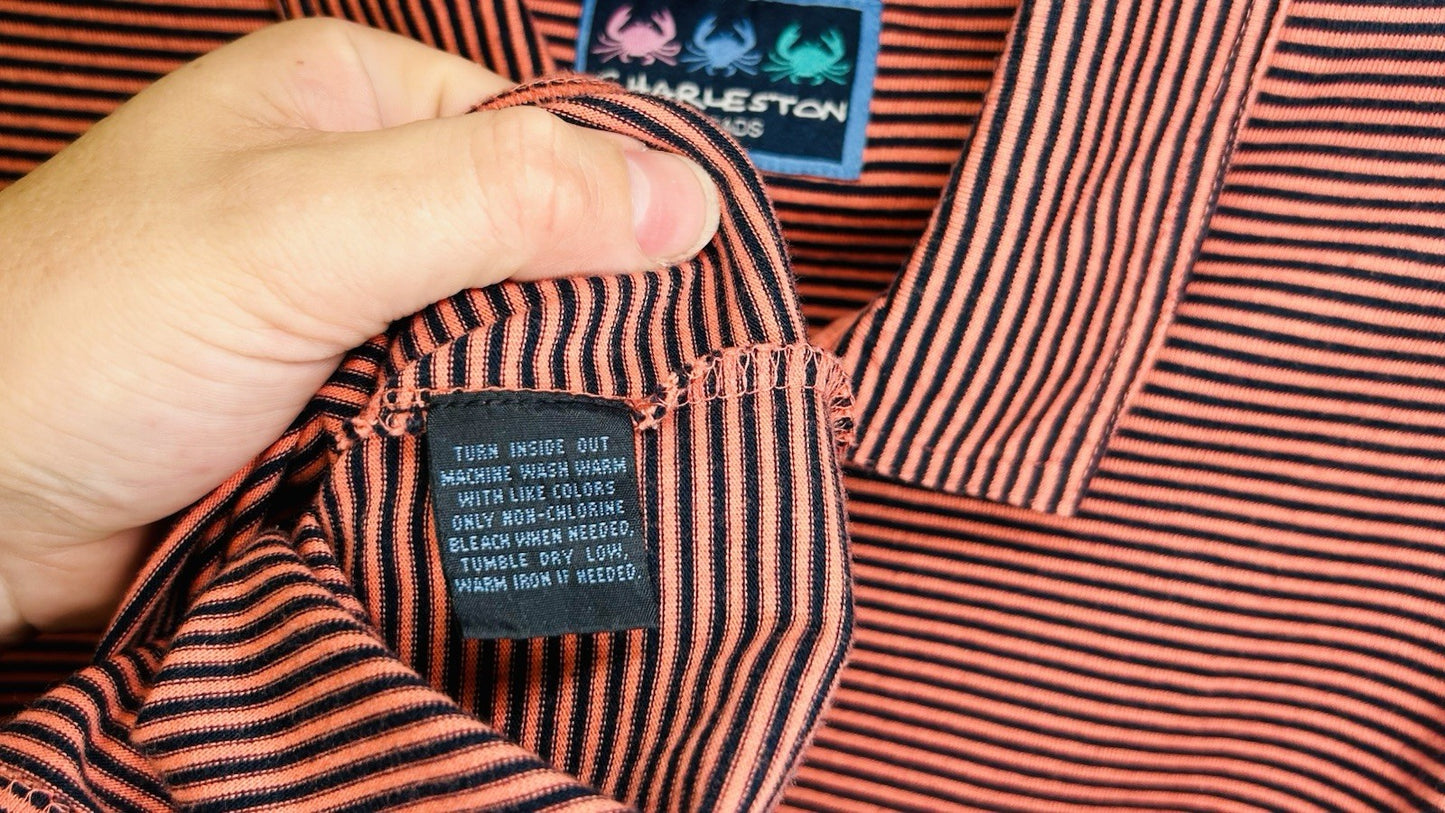 CHARLESTON
TURN INSIDE OUT
MACHINE WASH WARM
WITH LIKE COLORS
ONLY NON-CHLORINE
BLEACH WHEN NEEDED,
TUMBLE DRY LOW,
WARM IRON IF NEEDED.